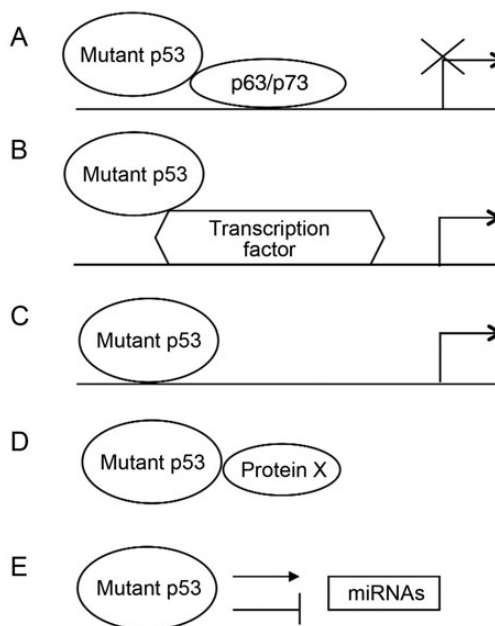 A
Mutant p53
p63/p73
B
Mutant p53
Transcription
factor
C
Mutant p53
D
Mutant p53
Protein X
E
Mutant p53
miRNAs